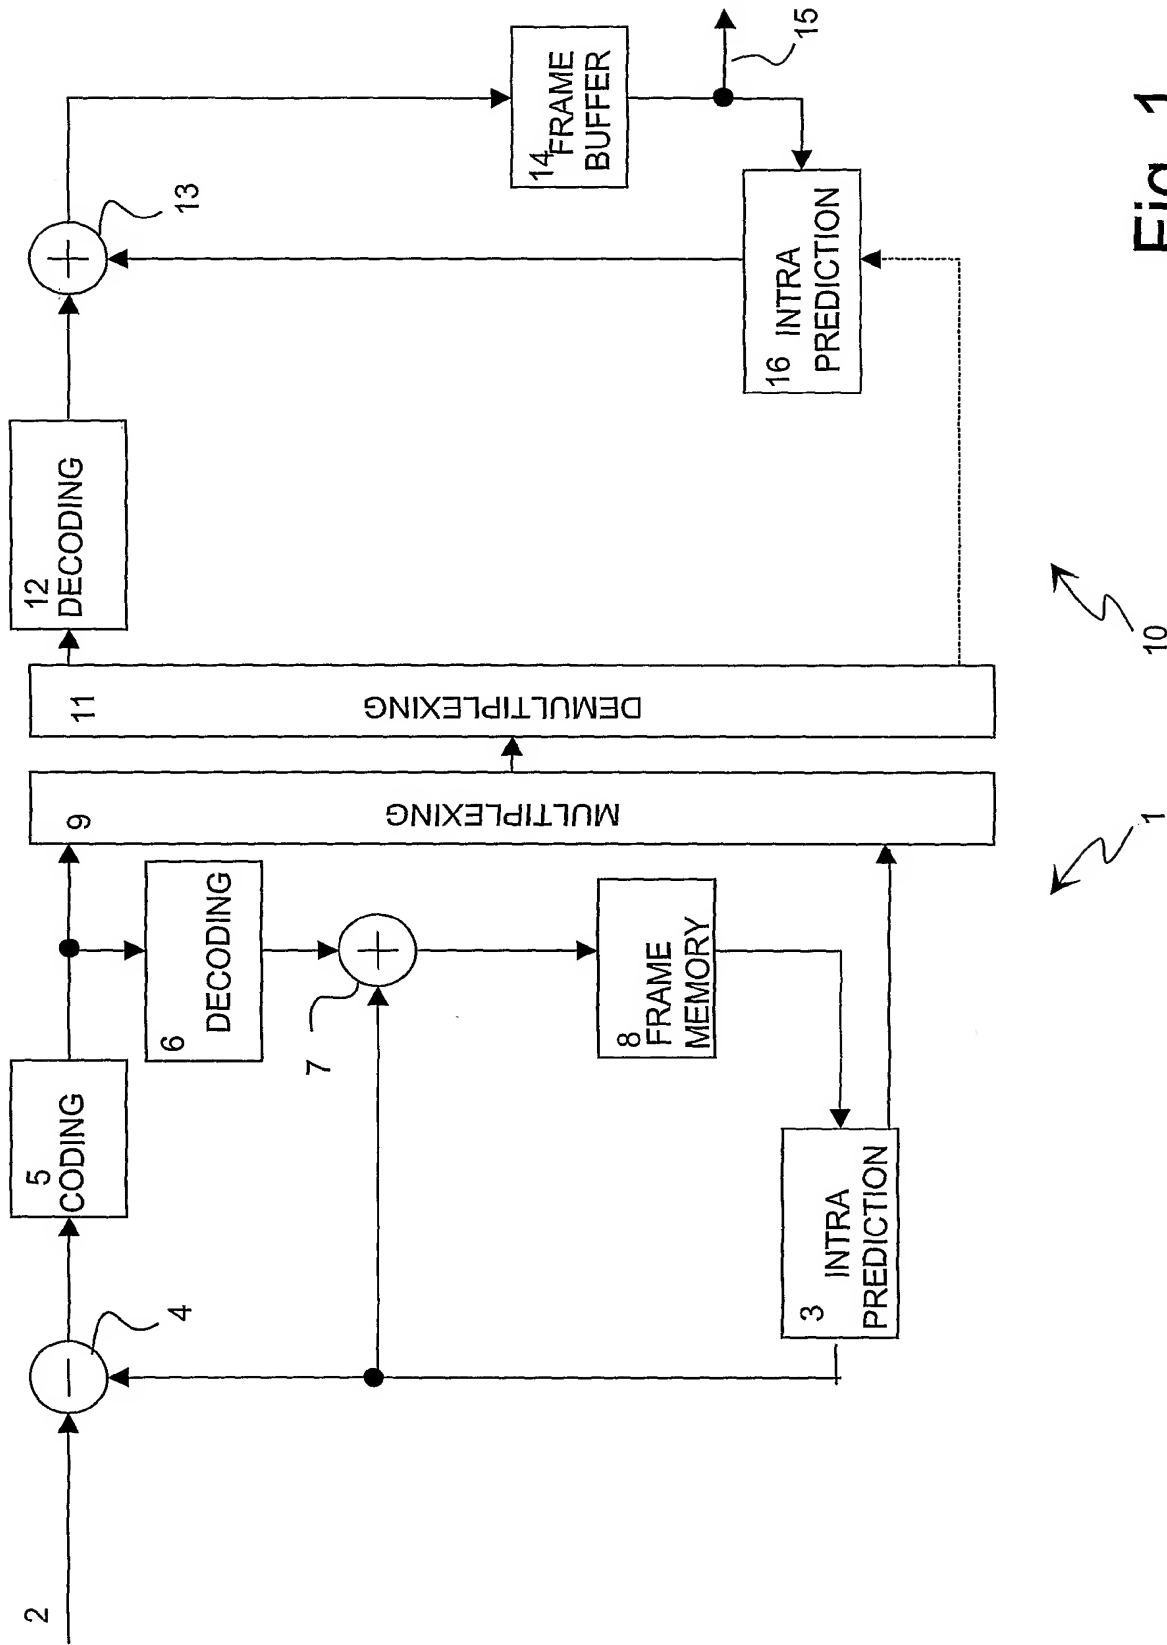 2
4
5
CODING
6
DECODING
7
8
FRAME
MEMORY
3
INTRA
PREDICTION
9
MULTIPLEXING
1
11
DEMULTIPLEXING
10
12
DECODING
13
14
FRAME
BUFFER
15
16
INTRA
PREDICTION
Fig. 1